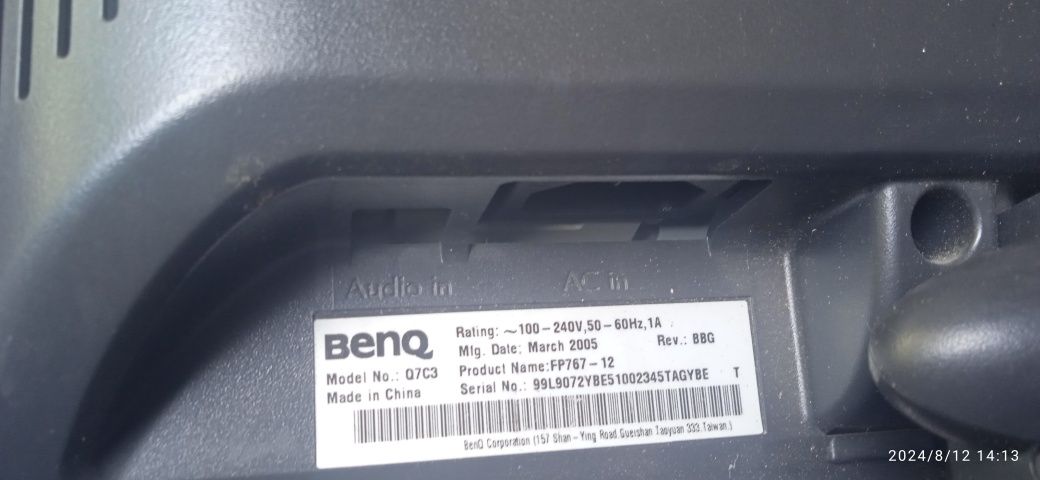 Audio in
AC in
BenQ
Rating: ~100-240V,50-60Hz,1A
Mfg. Date: March 2005 Rev.: BBG
Model No.: Q7C3 Product Name:FP767-12
Made in China Serial No.: 99L9072YBE51002345TAGYBE T
BenQ Corporation (157 Shan-Ying Road.Gueishan Taoyuan 333.Taiwan.)
2024/8/12 14:13